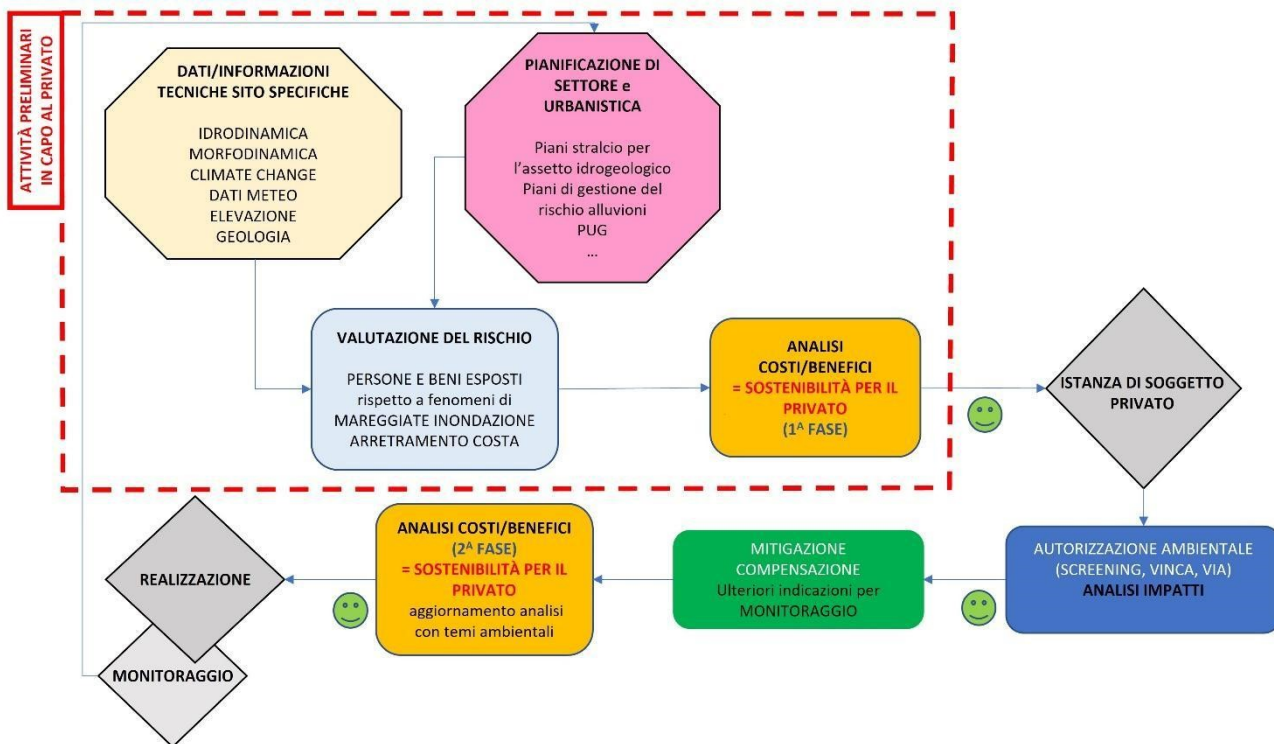 ATTIVITÀ PRELIMINARI
IN CAPO AL PRIVATO
DATI/INFORMAZIONI
TECNICHE SITO SPECIFICHE
IDRODINAMICA
MORFODINAMICA
CLIMATE CHANGE
DATI METEO
ELEVAZIONE
GEOLOGIA
PIANIFICAZIONE DI
SETTORE e
URBANISTICA
Piani stralcio per
l'assetto idrogeologico
Piani di gestione del
rischio alluvioni
PUG
...
VALUTAZIONE DEL RISCHIO
PERSONE E BENI ESPOSTI
rispetto a fenomeni di
MAREGGIATE INONDAZIONE
ARRETRAMENTO COSTA
ANALISI
COSTI/BENEFICI
= SOSTENIBILITÀ PER IL
PRIVATO
(1ᴬ FASE)
ISTANZA DI SOGGETTO
PRIVATO
AUTORIZZAZIONE AMBIENTALE
(SCREENING, VINCA, VIA)
ANALISI IMPATTI
MITIGAZIONE
COMPENSAZIONE
Ulteriori indicazioni per
MONITORAGGIO
ANALISI COSTI/BENEFICI
(2ᴬ FASE)
= SOSTENIBILITÀ PER IL
PRIVATO
aggiornamento analisi
con temi ambientali
REALIZZAZIONE
MONITORAGGIO